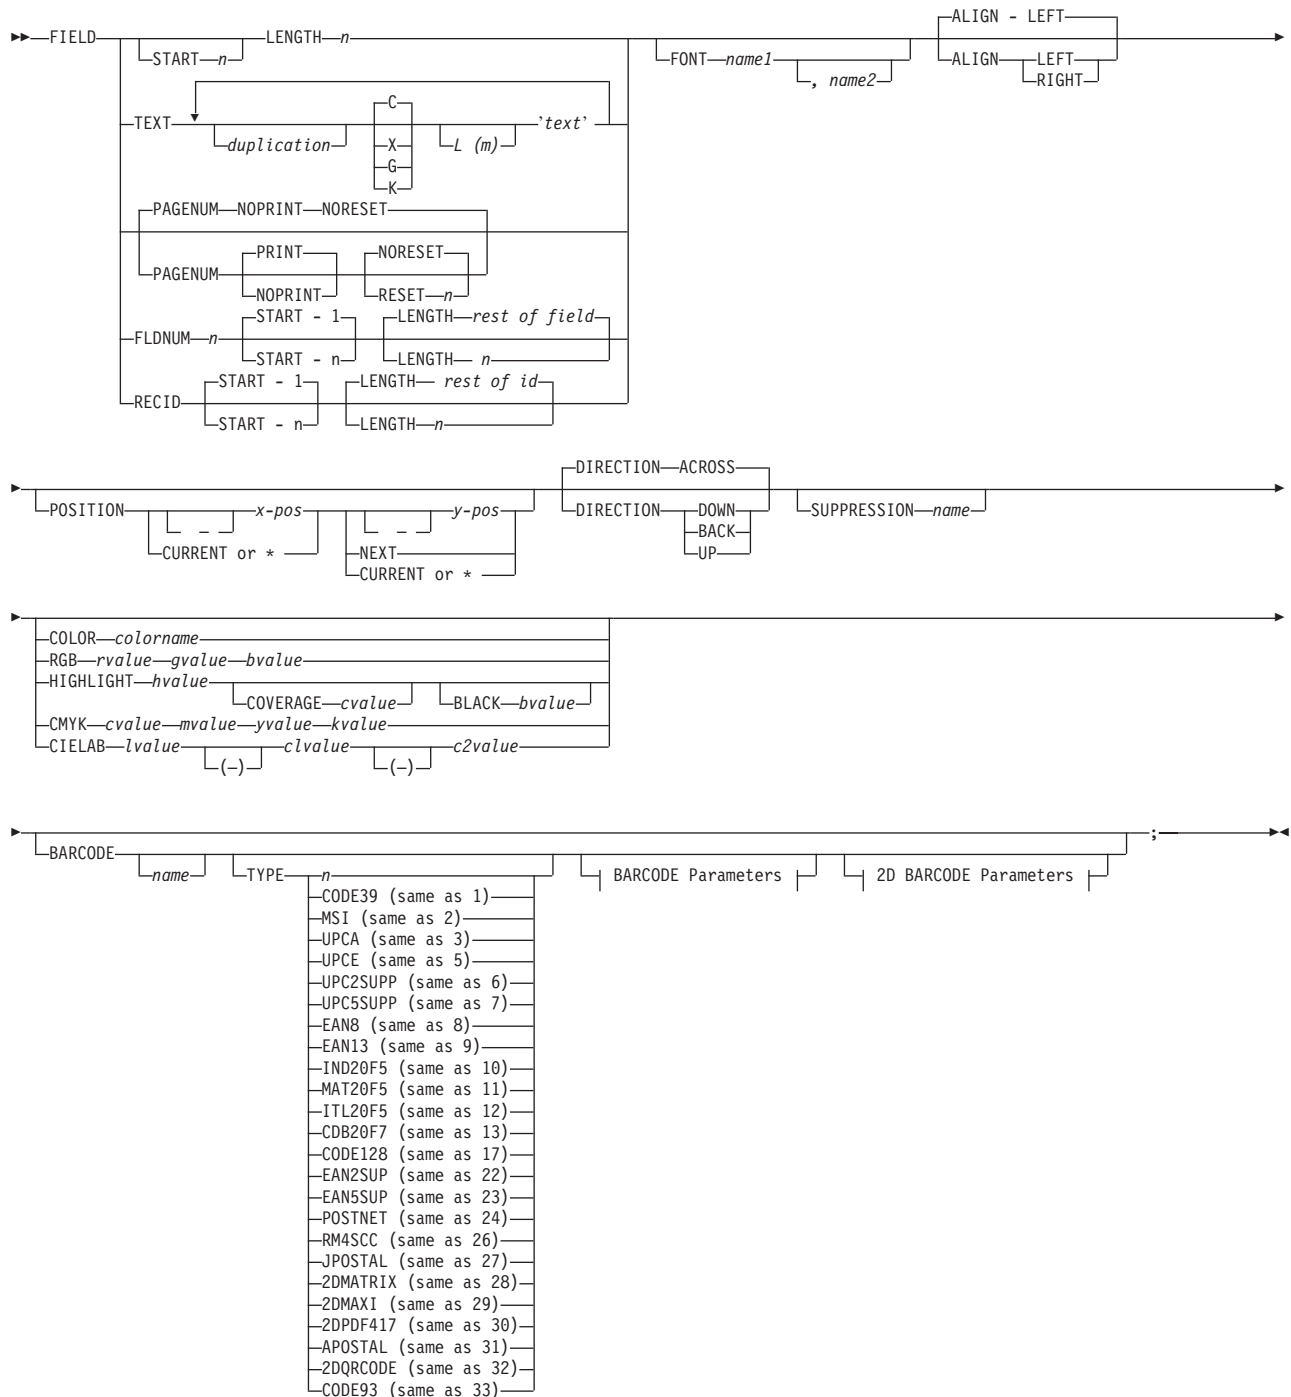 ALIGN - LEFT
FIELD LENGTH n
START n FONT name1 ALIGN LEFT
, name2 RIGHT
C
TEXT 'text'
duplication X L (m)
G
K
PAGENUM NOPRINT NORESET
PRINT NORESET
PAGENUM
NOPRINT RESET n
START - 1 LENGTH rest of field
FLDNUM n
START - n LENGTH n
START - 1 LENGTH rest of id
RECID
START - n LENGTH n
DIRECTION ACROSS
POSITION - x-pos - y-pos DIRECTION DOWN SUPPRESSION name
CURRENT or * NEXT BACK
CURRENT or * UP
COLOR colorname
RGB rvalue gvalue bvalue
HIGHLIGHT hvalue
COVERAGE cvalue BLACK bvalue
CMYK cvalue mvalue yvalue kvalue
CIELAB lvalue c1value c2value
(-) (-)
;
BARCODE
name TYPE n BARCODE Parameters 2D BARCODE Parameters
CODE39 (same as 1)
MSI (same as 2)
UPCA (same as 3)
UPCE (same as 5)
UPC2SUPP (same as 6)
UPC5SUPP (same as 7)
EAN8 (same as 8)
EAN13 (same as 9)
IND2OF5 (same as 10)
MAT2OF5 (same as 11)
ITL2OF5 (same as 12)
CDB2OF7 (same as 13)
CODE128 (same as 17)
EAN2SUP (same as 22)
EAN5SUP (same as 23)
POSTNET (same as 24)
RM4SCC (same as 26)
JPOSTAL (same as 27)
2DMATRIX (same as 28)
2DMAXI (same as 29)
2DPDF417 (same as 30)
APOSTAL (same as 31)
2DQRCODE (same as 32)
CODE93 (same as 33)